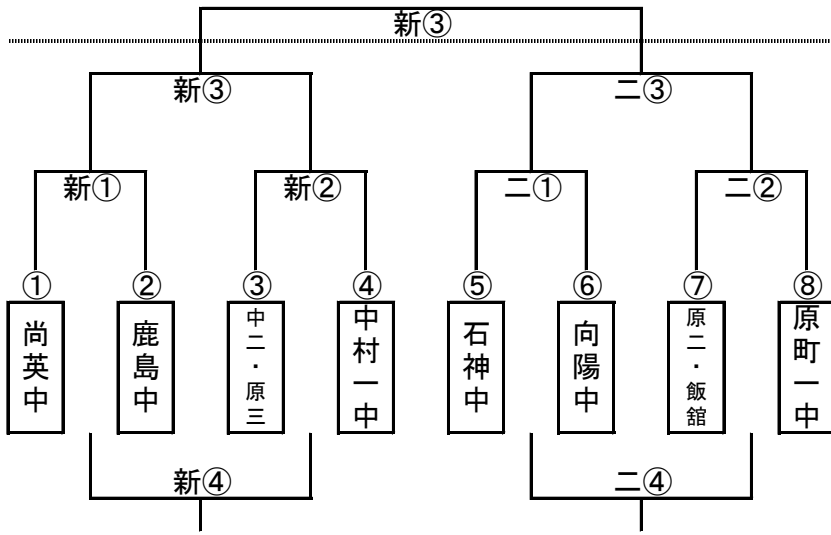 新③
新③
二③
新①
新②
二①
二②
①
②
③
④
⑤
⑥
⑦
⑧
尚英中
鹿島中
中二・原三
中村一中
石神中
向陽中
原二・飯舘
原町一中
新④
二④